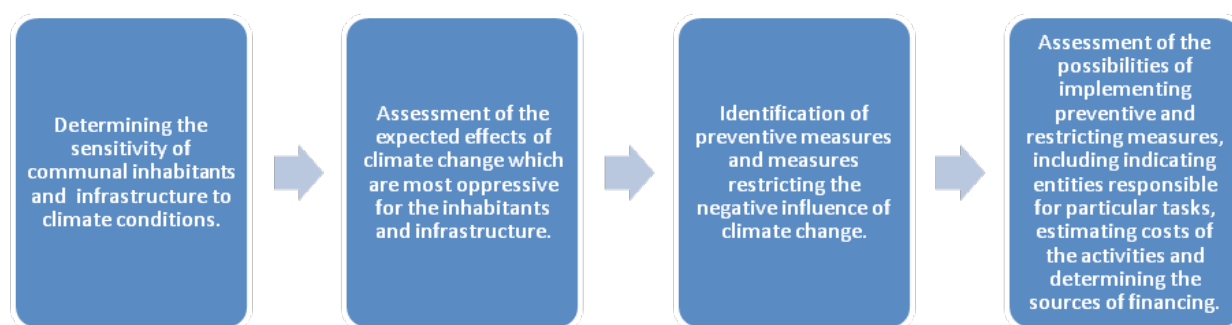 Determining the
sensitivity of
communal inhabitants
and infrastructure to
climate conditions.
Assessment of the
expected effects of
climate change which
are most oppressive
for the inhabitants
and infrastructure.
Identification of
preventive measures
and measures
restricting the
negative influence of
climate change.
Assessment of the
possibilities of
implementing
preventive and
restricting measures,
including indicating
entities responsible
for particular tasks,
estimating costs of
the activities and
determining the
sources of financing.